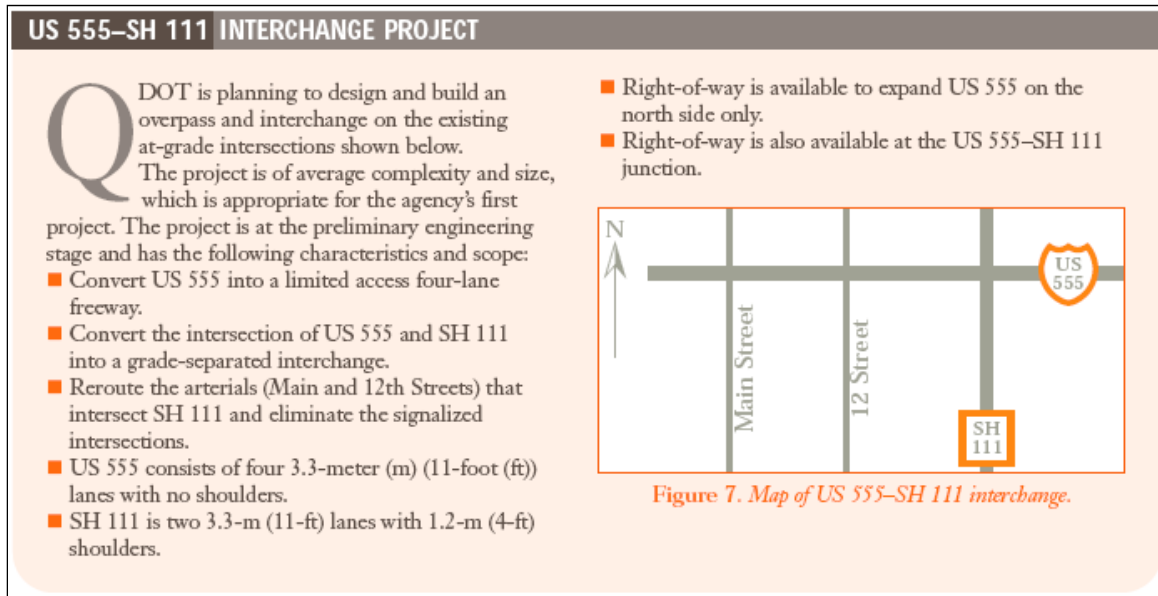 US 555–SH 111 INTERCHANGE PROJECT
QDOT is planning to design and build an
overpass and interchange on the existing
at-grade intersections shown below.
The project is of average complexity and size,
which is appropriate for the agency's first
project. The project is at the preliminary engineering
stage and has the following characteristics and scope:
■ Convert US 555 into a limited access four-lane
freeway.
■ Convert the intersection of US 555 and SH 111
into a grade-separated interchange.
■ Reroute the arterials (Main and 12th Streets) that
intersect SH 111 and eliminate the signalized
intersections.
■ US 555 consists of four 3.3-meter (m) (11-foot (ft))
lanes with no shoulders.
■ SH 111 is two 3.3-m (11-ft) lanes with 1.2-m (4-ft)
shoulders.
■ Right-of-way is available to expand US 555 on the
north side only.
■ Right-of-way is also available at the US 555–SH 111
junction.
N
US
555
Main Street
12 Street
SH
111
Figure 7. Map of US 555–SH 111 interchange.